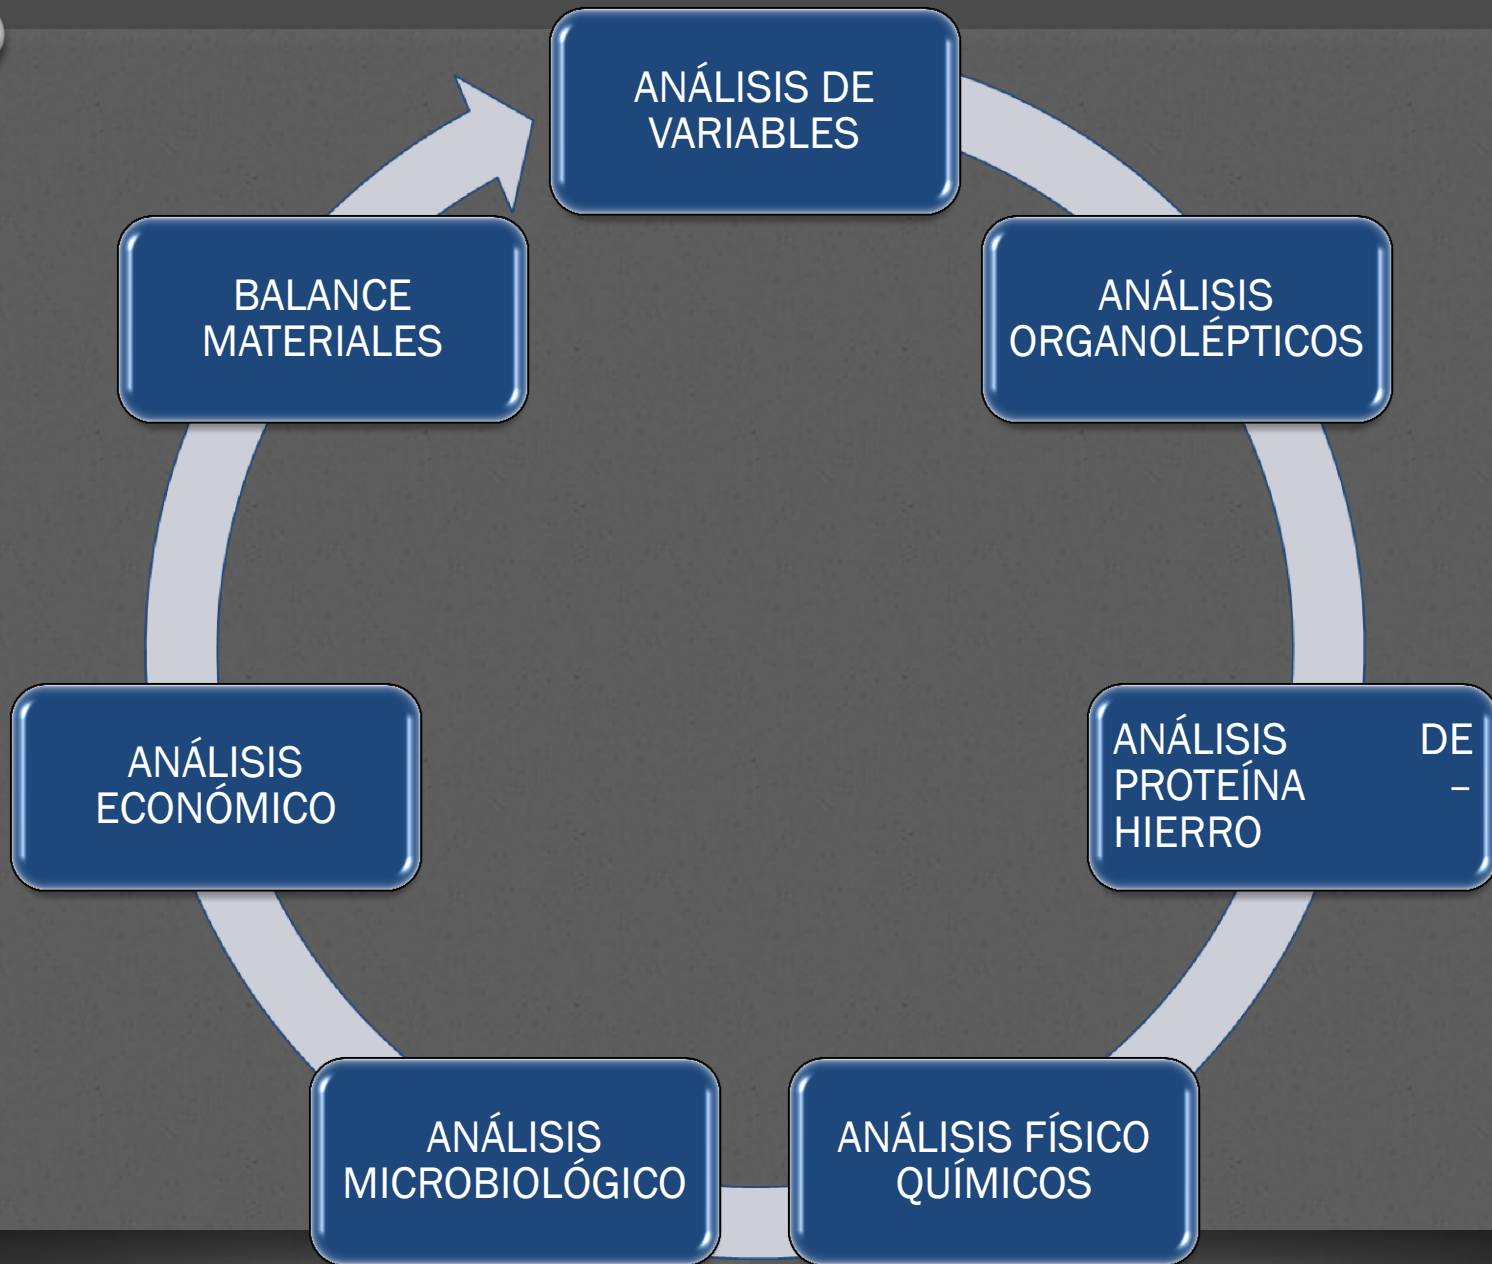 ANÁLISIS DE
VARIABLES
ANÁLISIS
ORGANOLÉPTICOS
ANÁLISIS DE
PROTEÍNA –
HIERRO
ANÁLISIS FÍSICO
QUÍMICOS
ANÁLISIS
MICROBIOLÓGICO
ANÁLISIS
ECONÓMICO
BALANCE
MATERIALES